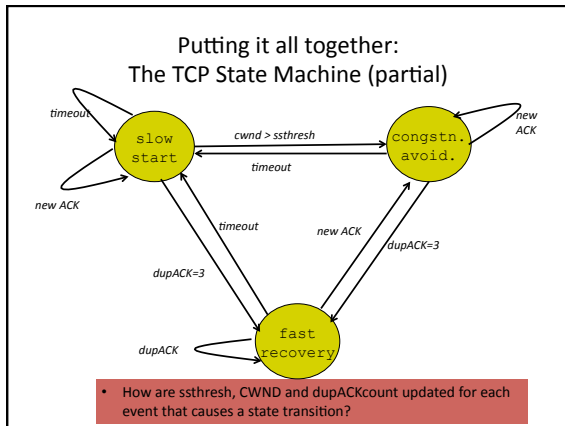 Putting it all together:
The TCP State Machine (partial)
timeout
slow
start
cwnd > ssthresh
congstn.
avoid.
new
ACK
timeout
new ACK
timeout
new ACK
dupACK=3
dupACK=3
fast
recovery
dupACK
• How are ssthresh, CWND and dupACKcount updated for each
event that causes a state transition?